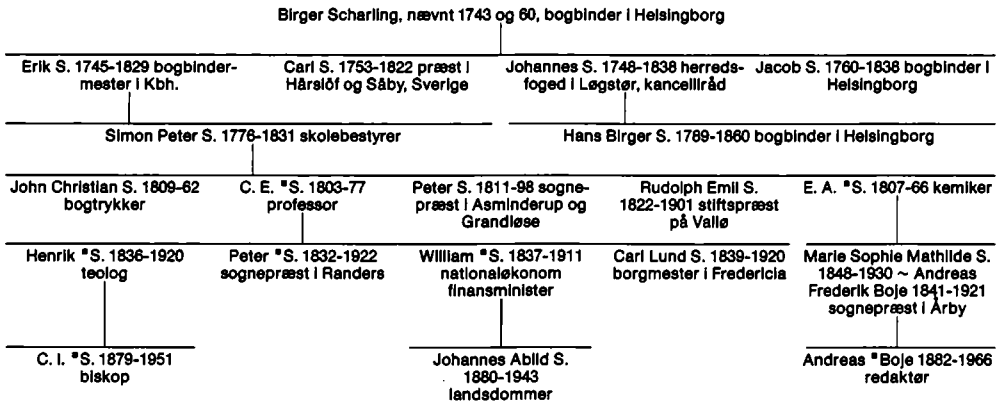 Birger Scharling, nævnt 1743 og 60, bogbinder i Helsingborg
Erik S. 1745-1829 bogbinder-
mester i Kbh.
Carl S. 1753-1822 præst i
Hårslöf og Såby, Sverige
Johannes S. 1748-1838 herreds-
foged i Løgstør, cancelliråd
Jacob S. 1760-1838 bogbinder i
Helsingborg
Simon Peter S. 1776-1831 skolebestyrer
Hans Birger S. 1789-1860 bogbinder i Helsingborg
John Christian S. 1809-62
bogtrykker
C. E. *S. 1803-77
professor
Peter S. 1811-98 sogne-
præst i Asminderup og
Grandløse
Rudolph Emil S.
1822-1901 stiftspræst
på Vallø
E. A. *S. 1807-66 kemiker
Henrik *S. 1836-1920
teolog
Peter *S. 1832-1922
sognepræst i Randers
William *S. 1837-1911
nationaløkonom
finansminister
Carl Lund S. 1839-1920
borgmester i Fredericia
Marie Sophie Mathilde S.
1848-1930 ~ Andreas
Frederik Boje 1841-1921
sognepræst i Årby
C. I. *S. 1879-1951
biskop
Johannes Abild S.
1880-1943
landsdommer
Andreas *Boje 1882-1966
redaktør